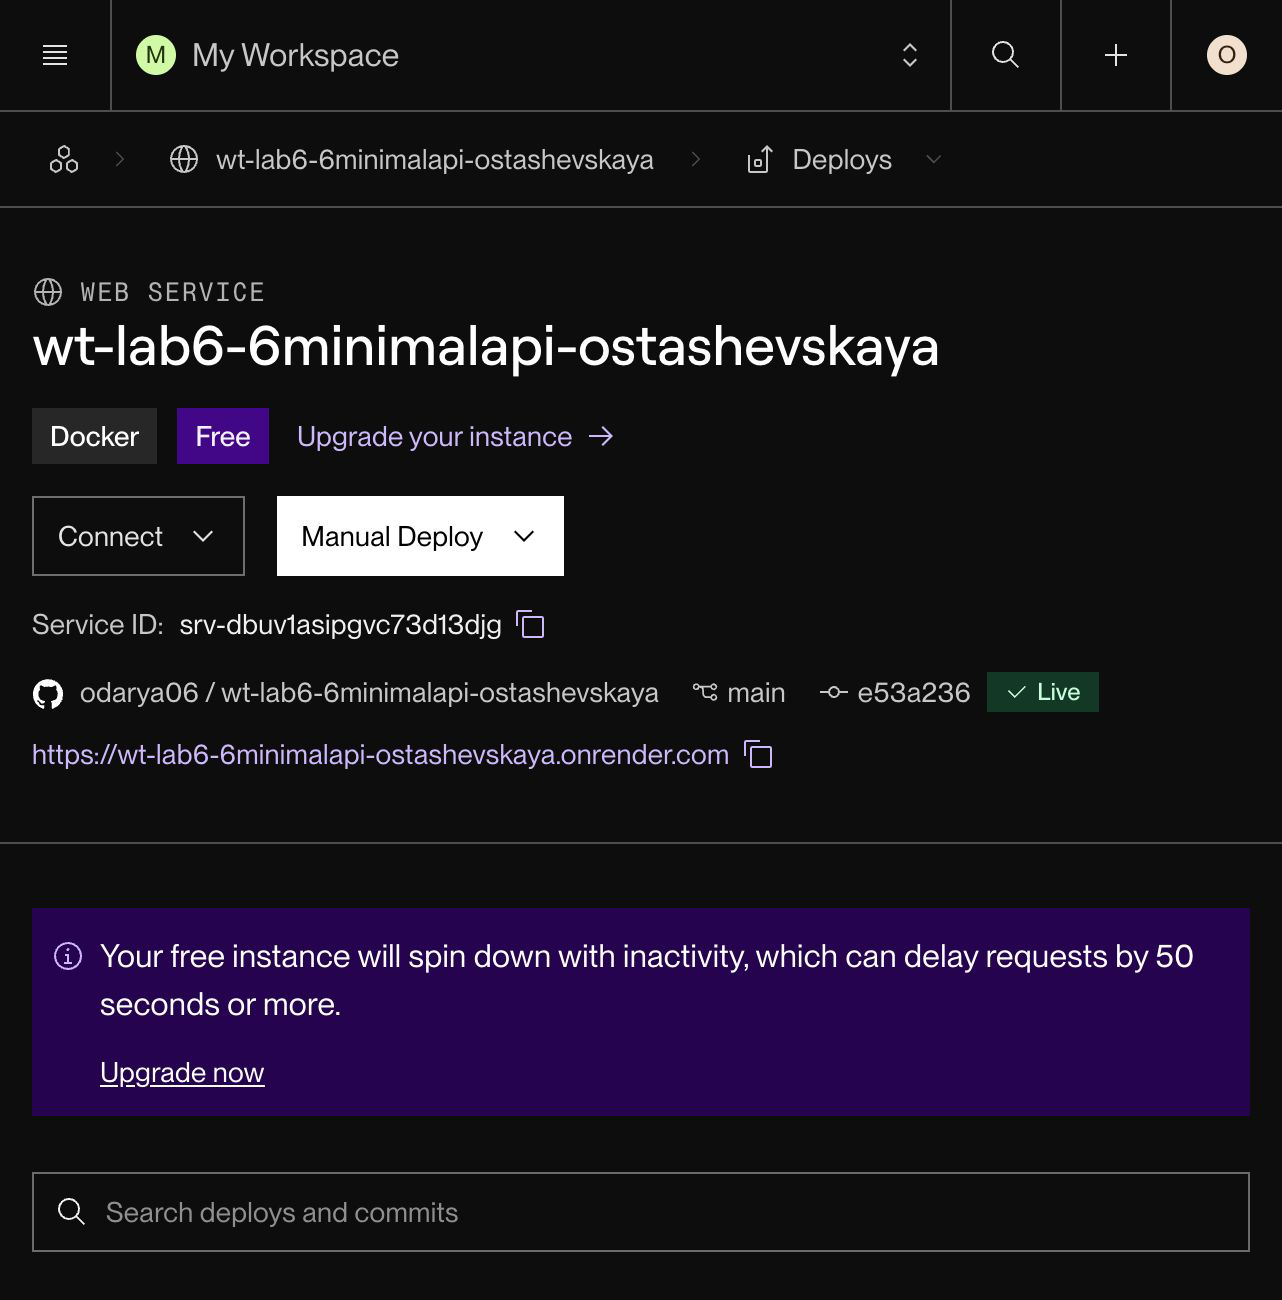 M My Workspace O
wt-lab6-6minimalapi-ostashevskaya Deploys
WEB SERVICE
wt-lab6-6minimalapi-ostashevskaya
Docker Free Upgrade your instance
Connect Manual Deploy
Service ID: srv-dbuv1asipgvc73d13djg
odarya06 / wt-lab6-6minimalapi-ostashevskaya main e53a236 Live
https://wt-lab6-6minimalapi-ostashevskaya.onrender.com
Your free instance will spin down with inactivity, which can delay requests by 50
seconds or more.
Upgrade now
Search deploys and commits